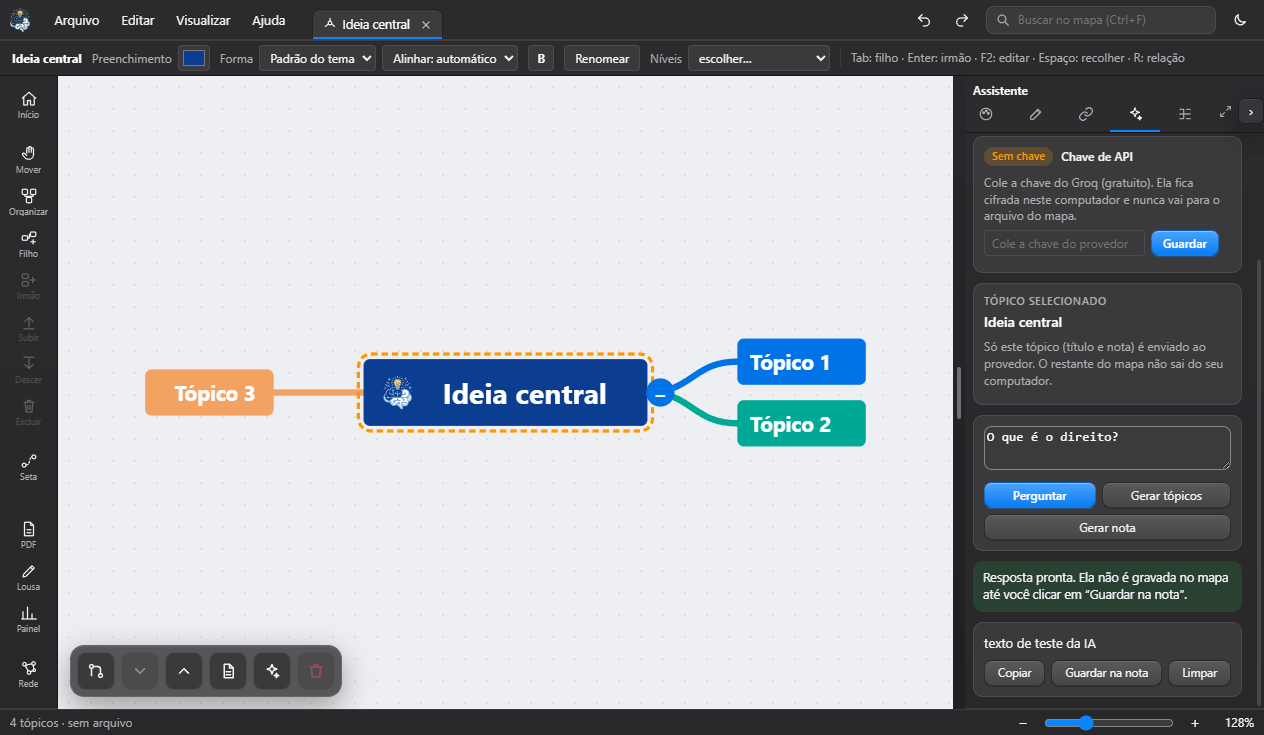 Arquivo Editar Visualizar Ajuda
Ideia central ×
Buscar no mapa (Ctrl+F)
Ideia central Preenchimento Forma Padrão do tema Alinhar: automático B Renomear Níveis escolher... Tab: filho · Enter: irmão · F2: editar · Espaço: recolher · R: relação
Início
Mover
Organizar
Filho
Irmão
Subir
Descer
Excluir
Seta
PDF
Lousa
Painel
Rede
Tópico 3
Ideia central
Tópico 1
Tópico 2
Assistente
Sem chave Chave de API
Cole a chave do Groq (gratuito). Ela fica
cifrada neste computador e nunca vai para o
arquivo do mapa.
Cole a chave do provedor Guardar
TÓPICO SELECIONADO
Ideia central
Só este tópico (título e nota) é enviado ao
provedor. O restante do mapa não sai do seu
computador.
O que é o direito?
Perguntar Gerar tópicos
Gerar nota
Resposta pronta. Ela não é gravada no mapa
até você clicar em “Guardar na nota”.
texto de teste da IA
Copiar Guardar na nota Limpar
4 tópicos · sem arquivo
− + 128%